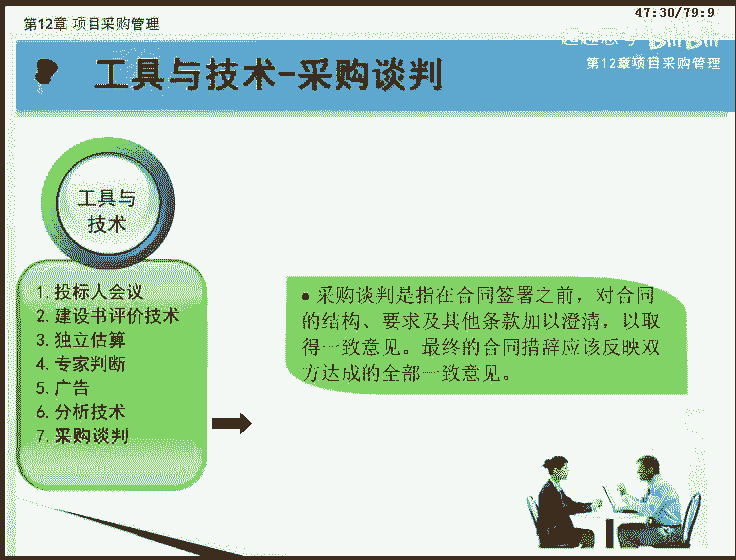 47:30/79:9
第12章 项目采购管理
工具与技术-采购谈判
第12章项目采购管理
工具与
技术
1. 投标人会议
2. 建设书评价技术
3. 独立估算
4. 专家判断
5. 广告
6. 分析技术
7. 采购谈判
● 采购谈判是指在合同签署之前，对合同
的结构、要求及其他条款加以澄清，以取
得一致意见。最终的合同措辞应该反映双
方达成的全部一致意见。